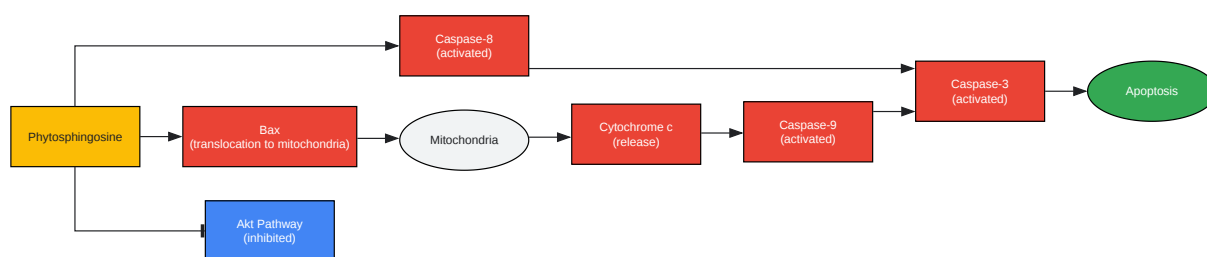 Caspase-8
(activated)
Caspase-3
(activated)
Apoptosis
Phytosphingosine
Bax
(translocation to mitochondria)
Mitochondria
Cytochrome c
(release)
Caspase-9
(activated)
Akt Pathway
(inhibited)